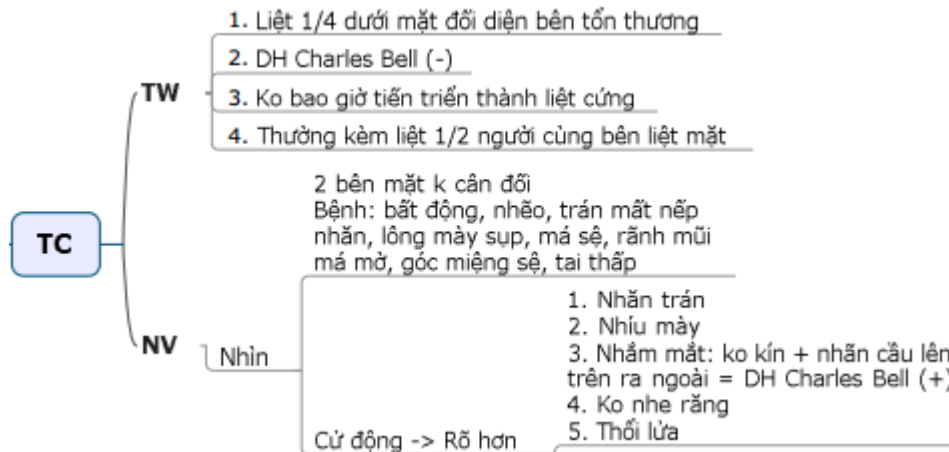 1. Liệt 1/4 dưới mặt đối diện bên tổn thương
2. DH Charles Bell (-)
TW
3. Ko bao giờ tiến triển thành liệt cứng
4. Thường kèm liệt 1/2 người cùng bên liệt mặt
TC
2 bên mặt k cân đối
Bệnh: bất động, nhẽo, trán mất nếp
nhăn, lông mày sụp, má sệ, rãnh mũi
má mờ, góc miệng sệ, tai thấp
NV
Nhìn
1. Nhăn trán
2. Nhíu mày
3. Nhắm mắt: ko kín + nhãn cầu lên
trên ra ngoài = DH Charles Bell (+)
4. Ko nhe răng
5. Thổi lửa
Cử động -> Rõ hơn